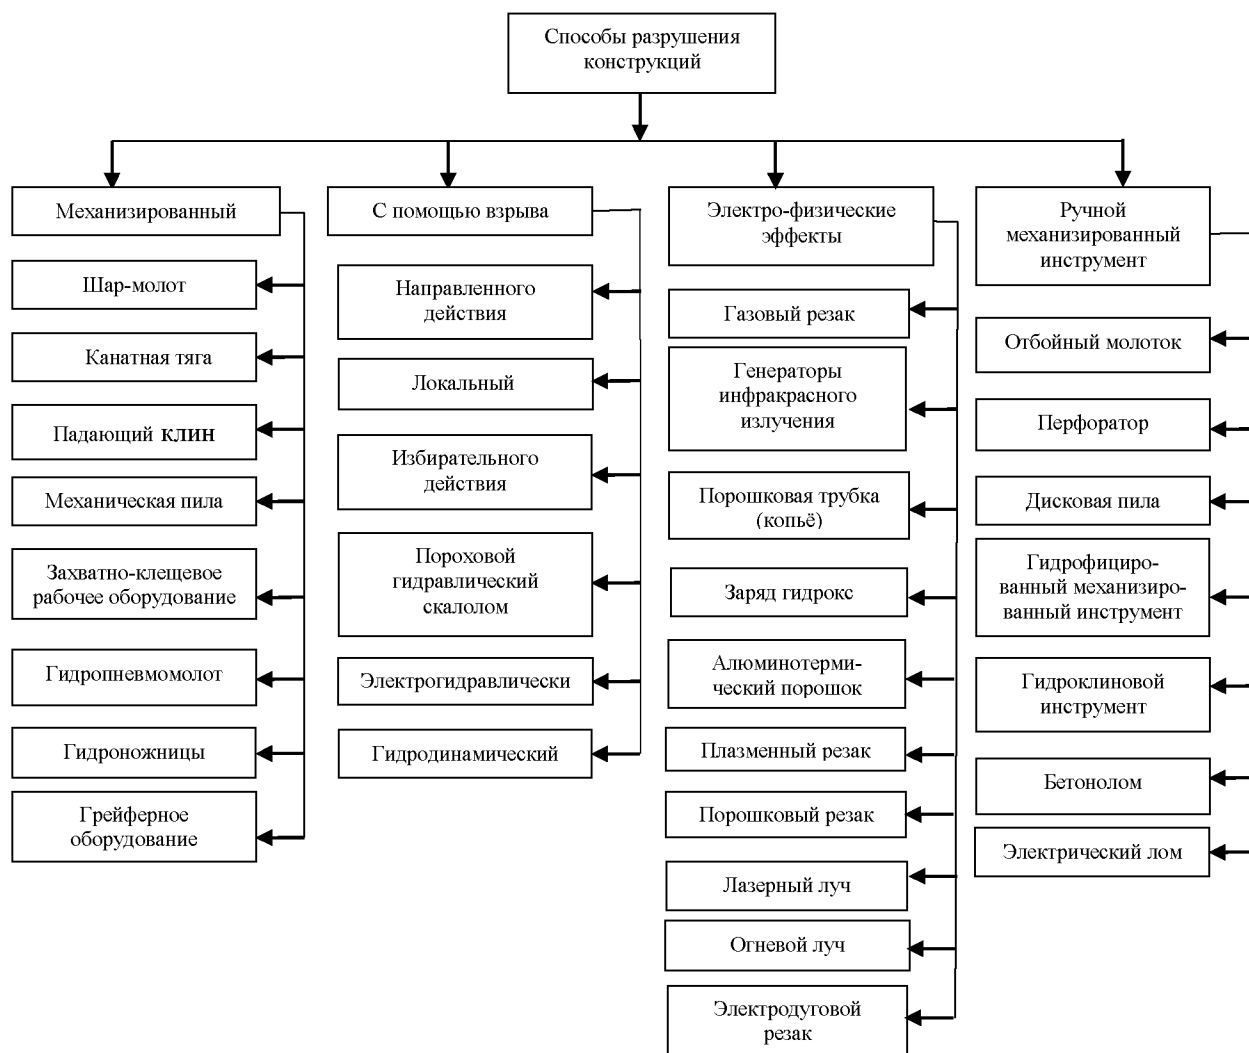 Способы разрушения
конструкций
Механизированный
Шар-молот
Канатная тяга
Падающий клин
Механическая пила
Захватно-клещевое
рабочее оборудование
Гидропневмомолот
Гидроножницы
Грейферное
оборудование
С помощью взрыва
Направленного
действия
Локальный
Избирательного
действия
Пороховой
гидравлический
скалолом
Электрогидравлически
Гидродинамический
Электро-физические
эффекты
Газовый резак
Генераторы
инфракрасного
излучения
Порошковая трубка
(копьё)
Заряд гидрокс
Алюминотерми-
ческий порошок
Плазменный резак
Порошковый резак
Лазерный луч
Огневой луч
Электродуговой
резак
Ручной
механизированный
инструмент
Отбойный молоток
Перфоратор
Дисковая пила
Гидрофициро-
ванный механизиро-
ванный инструмент
Гидроклиновой
инструмент
Бетонолом
Электрический лом